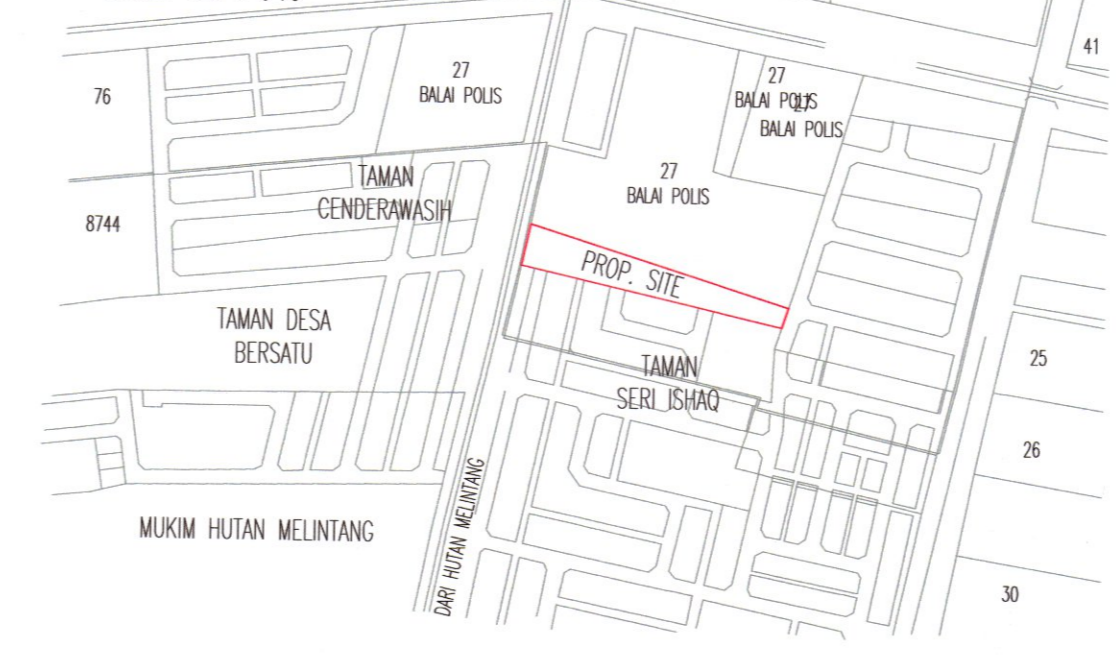 41
76
27
BALAI POLIS
27
BALAI POLIS
27
BALAI POLIS
27
BALAI POLIS
TAMAN
CENDERAWASIH
8744
PROP. SITE
TAMAN DESA
BERSATU
TAMAN
SERI ISHAQ
25
26
MUKIM HUTAN MELINTANG
DARI HUTAN MELINTANG
30